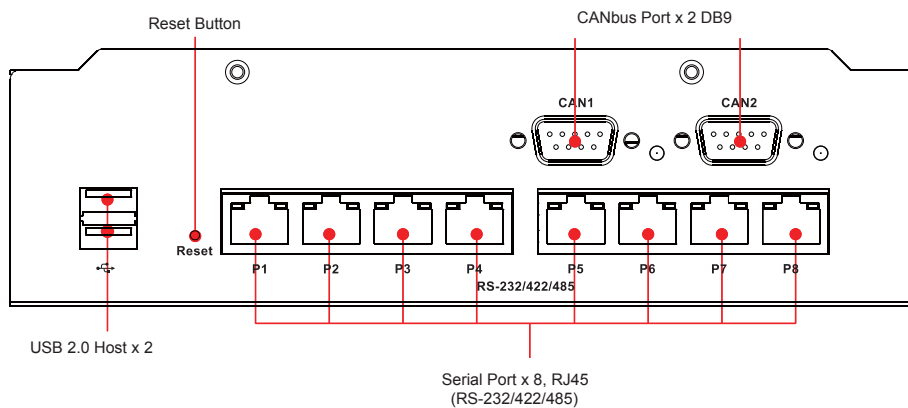 Reset Button
CANbus Port x 2 DB9
CAN1
CAN2
Reset
P1
P2
P3
P4
P5
P6
P7
P8
RS-232/422/485
USB 2.0 Host x 2
Serial Port x 8, RJ45
(RS-232/422/485)